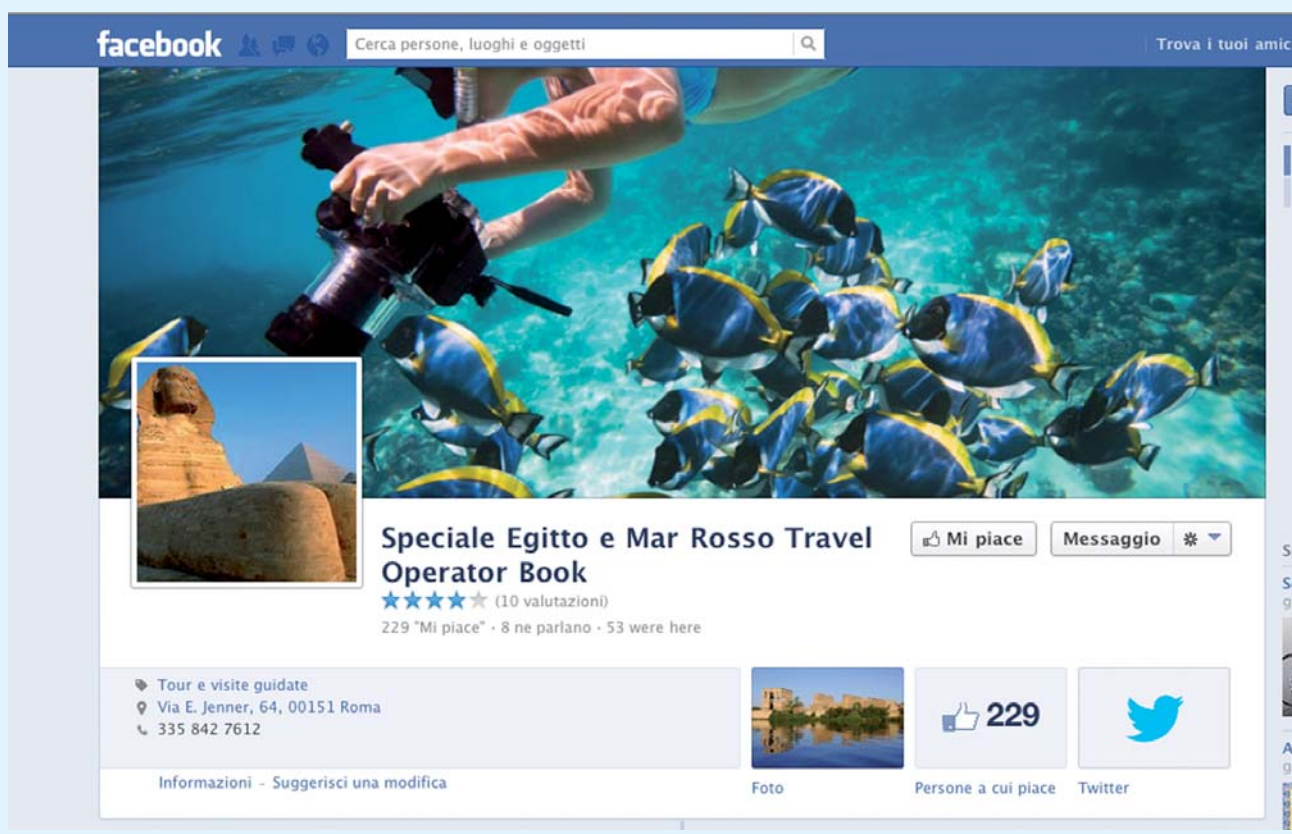 facebook
Cerca persone, luoghi e oggetti
Trova i tuoi amic
Speciale Egitto e Mar Rosso Travel
Operator Book
Mi piace
Messaggio
(10 valutazioni)
229 "Mi piace" · 8 ne parlano · 53 were here
Tour e visite guidate
Via E. Jenner, 64, 00151 Roma
335 842 7612
229
Informazioni - Suggerisci una modifica
Foto
Persone a cui piace
Twitter